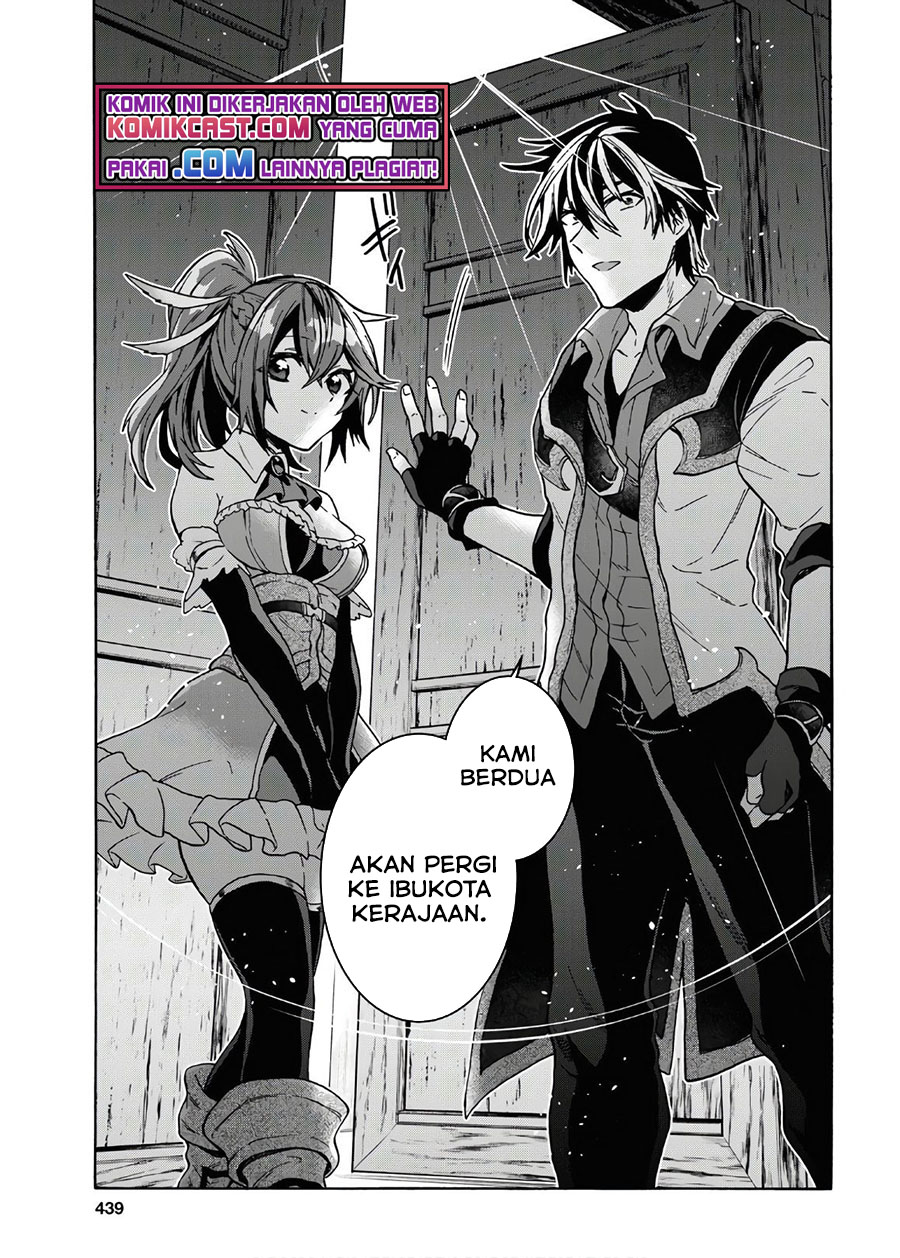 KOMIK INI DIKERJAKAN OLEH WEB
KOMIKCAST.COM YANG CUMA
PAKAI .COM LAINNYA PLAGIAT!
ギイ
KAMI
BERDUA
AKAN PERGI
KE IBUKOTA
KERAJAAN.
439